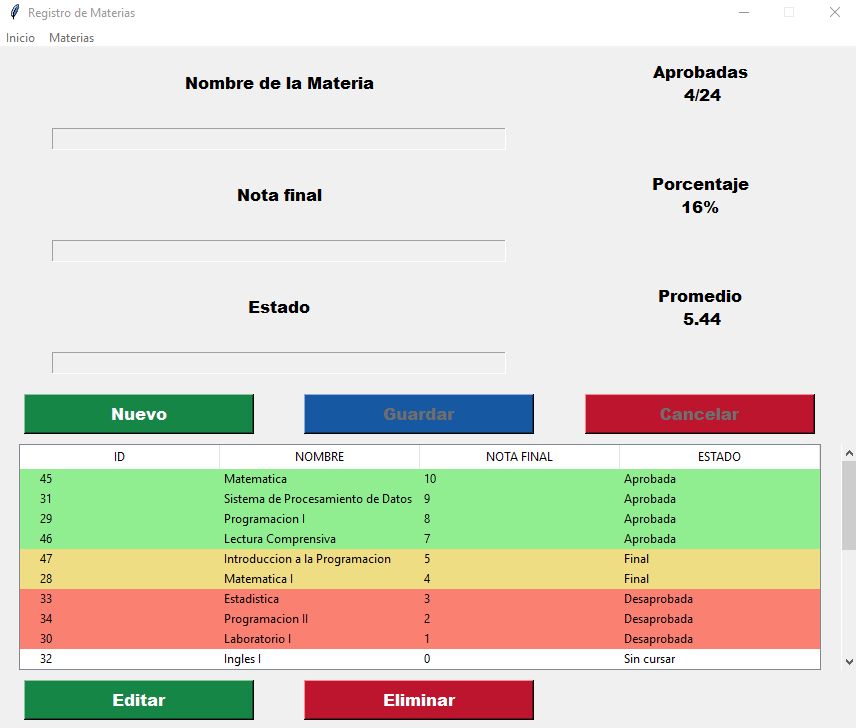 Registro de Materias
Inicio Materias
Nombre de la Materia
Aprobadas
4/24
Nota final
Porcentaje
16%
Estado
Promedio
5.44
Nuevo Guardar Cancelar
ID NOMBRE NOTA FINAL ESTADO
45 Matematica 10 Aprobada
31 Sistema de Procesamiento de Datos 9 Aprobada
29 Programacion I 8 Aprobada
46 Lectura Comprensiva 7 Aprobada
47 Introduccion a la Programacion 5 Final
28 Matematica I 4 Final
33 Estadistica 3 Desaprobada
34 Programacion II 2 Desaprobada
30 Laboratorio I 1 Desaprobada
32 Ingles I 0 Sin cursar
Editar Eliminar